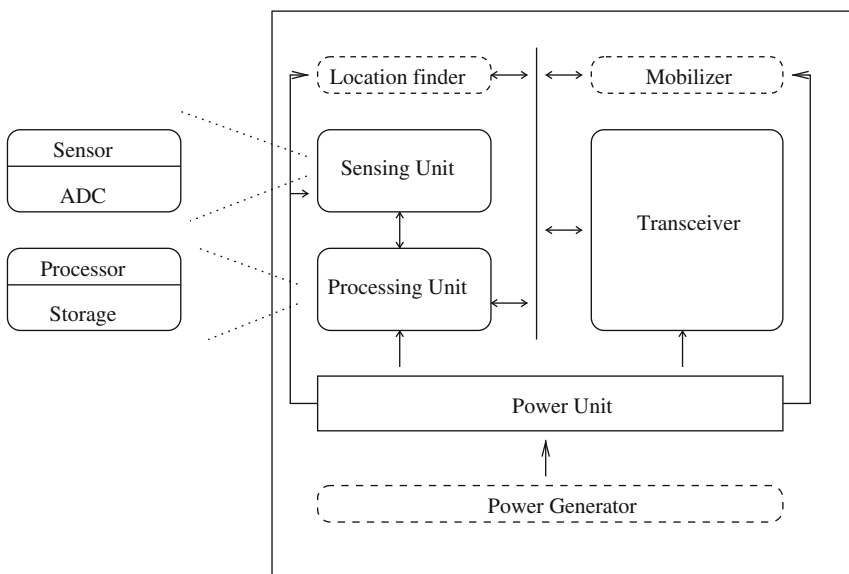 Location finder
Mobilizer
Sensor
ADC
Sensing Unit
Transceiver
Processor
Storage
Processing Unit
Power Unit
Power Generator